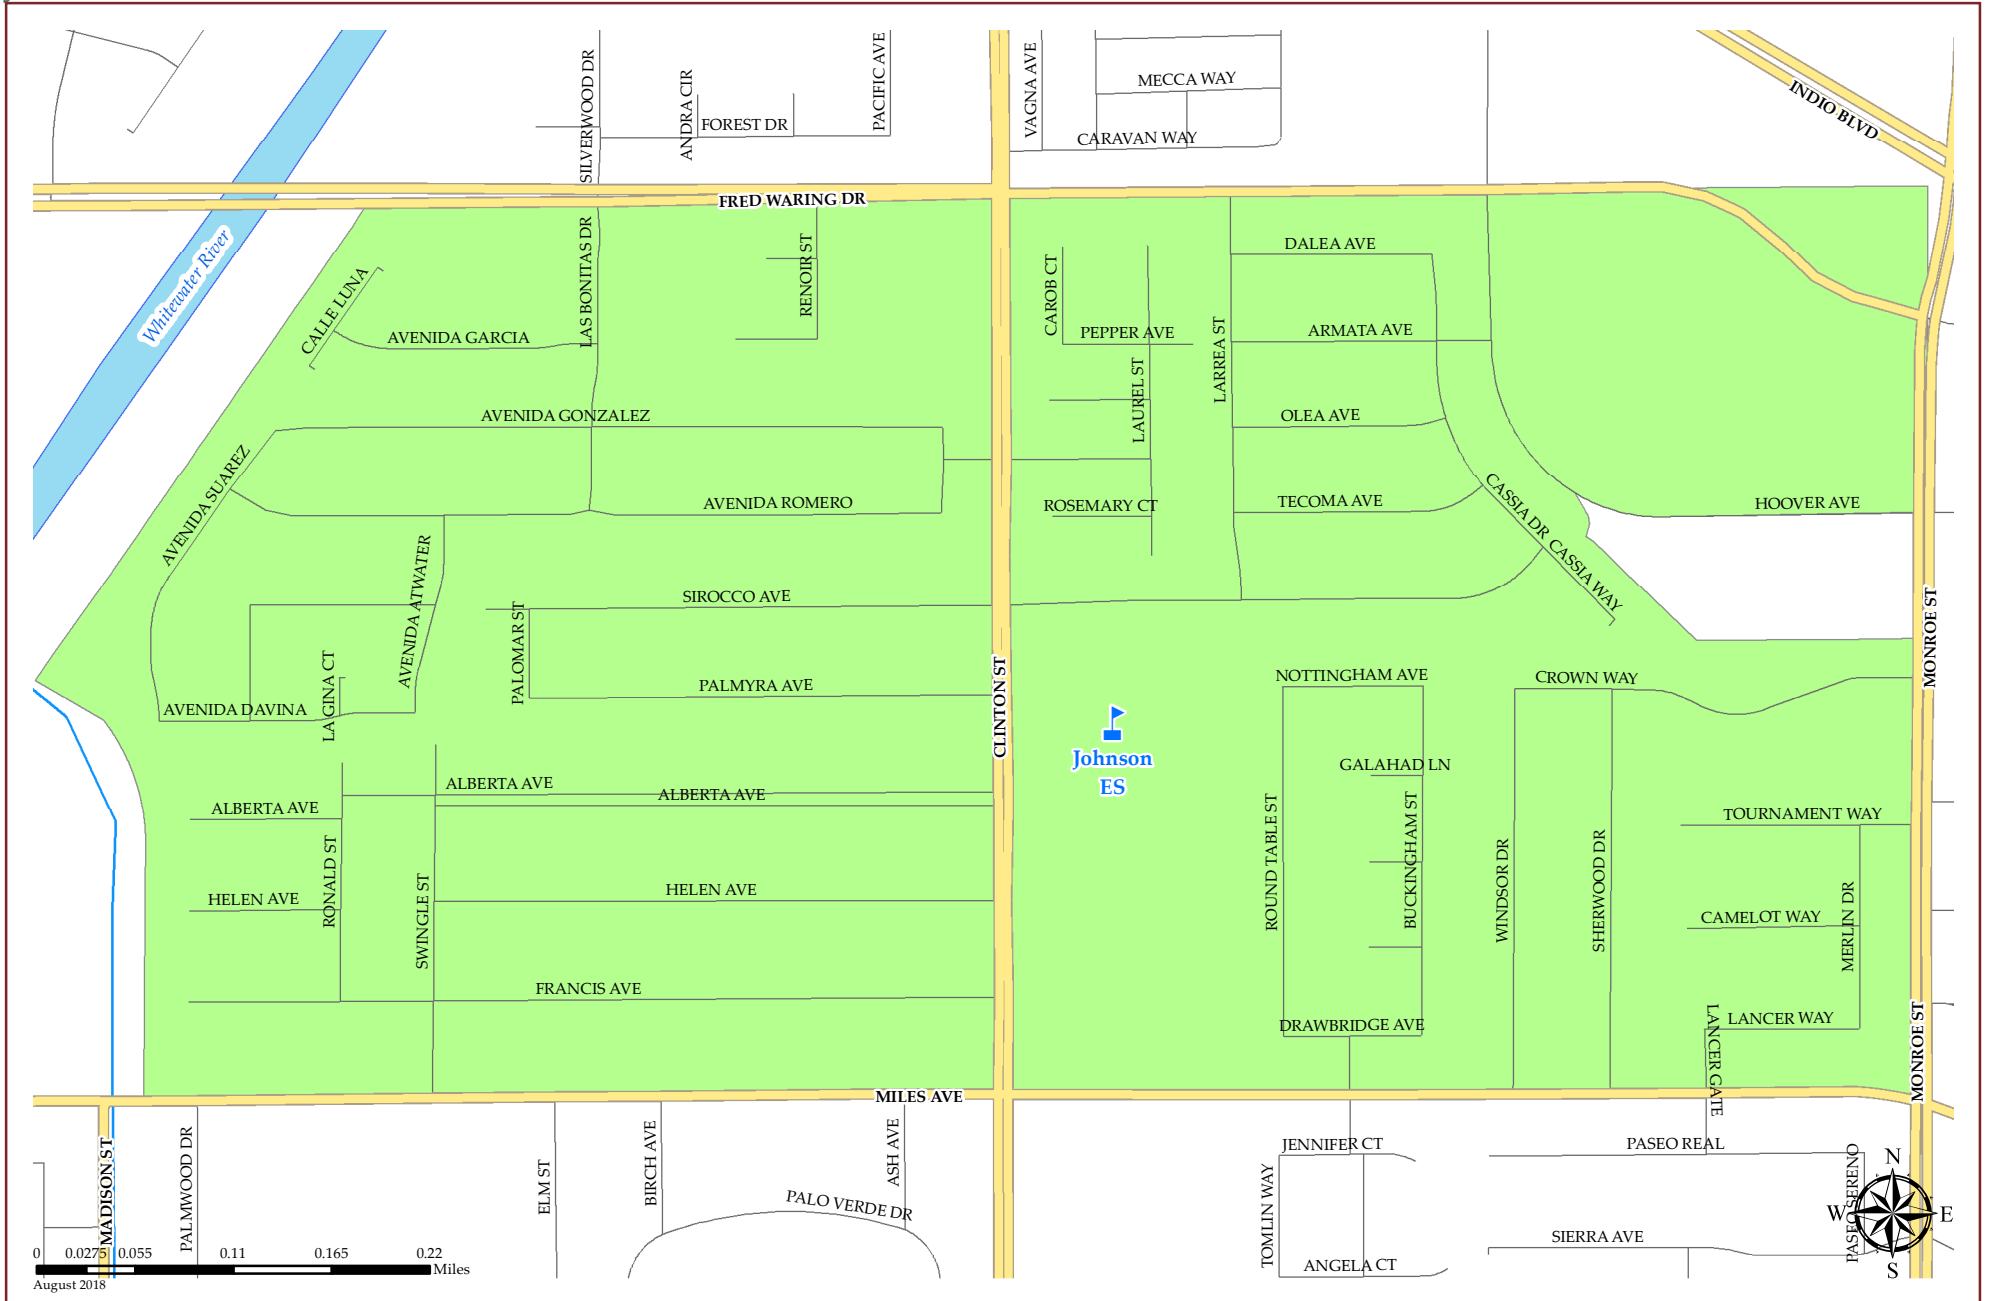 SILVERWOOD DR
ANDRA CIR
FOREST DR
PACIFIC AVE
VAGNA AVE
MECCA WAY
CARAVAN WAY
INDIO BLVD
FRED WARING DR
Whitewater River
CALLE LUNA
AVENIDA GARCIA
LAS BONITAS DR
RENOIR ST
CAROB CT
PEPPER AVE
LAUREL ST
LARREA ST
DALEA AVE
ARMATA AVE
OLEA AVE
TECOMA AVE
CASSIA DR
CASSIA WAY
HOOVER AVE
AVENIDA GONZALEZ
AVENIDA SUAREZ
AVENIDA ROMERO
ROSEMARY CT
AVENIDA ATWATER
SIROCCO AVE
PALOMAR ST
PALMYRA AVE
LA GINA CT
AVENIDA DAVINA
CLINTON ST
MONROE ST
Johnson
ES
NOTTINGHAM AVE
CROWN WAY
GALAHAD LN
ROUND TABLE ST
BUCKINGHAM ST
WINDSOR DR
SHERWOOD DR
TOURNAMENT WAY
CAMELOT WAY
MERLIN DR
LANCER WAY
LANCER GATE
DRAWBRIDGE AVE
ALBERTA AVE
ALBERTA AVE
ALBERTA AVE
RONALD ST
HELEN AVE
HELEN AVE
SWINGLE ST
FRANCIS AVE
MONROE ST
MILES AVE
MADISON ST
PALMWOOD DR
ELM ST
BIRCH AVE
ASH AVE
PALO VERDE DR
JENNIFER CT
TOMLIN WAY
ANGELA CT
PASEO REAL
PASEO SERENO
SIERRA AVE
N
W
E
S
0 0.0275 0.055 0.11 0.165 0.22
Miles
August 2018